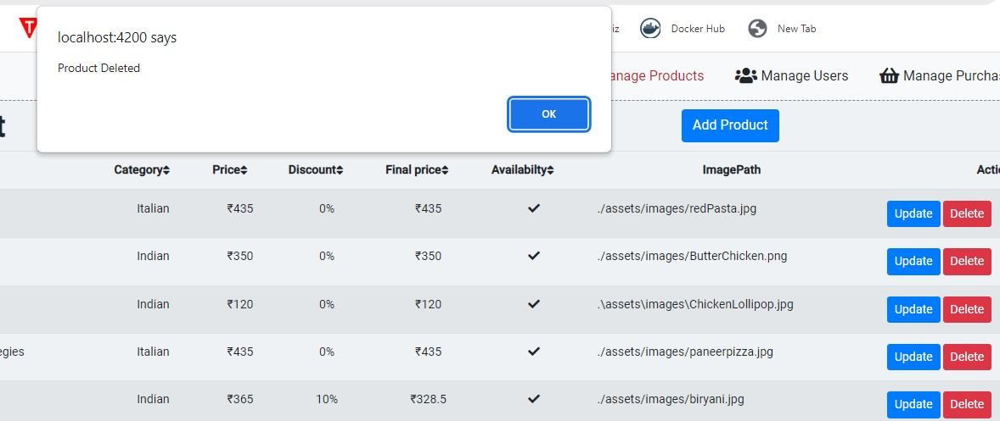 T
localhost:4200 says
Product Deleted
OK
iz Docker Hub New Tab
anage Products Manage Users Manage Purcha
t Add Product
Category Price Discount Final price Availabilty ImagePath Actio
Italian ₹435 0% ₹435 ./assets/images/redPasta.jpg Update Delete
Indian ₹350 0% ₹350 ./assets/images/ButterChicken.png Update Delete
Indian ₹120 0% ₹120 .\assets\images\ChickenLollipop.jpg Update Delete
egies Italian ₹435 0% ₹435 ./assets/images/paneerpizza.jpg Update Delete
Indian ₹365 10% ₹328.5 ./assets/images/biryani.jpg Update Delete